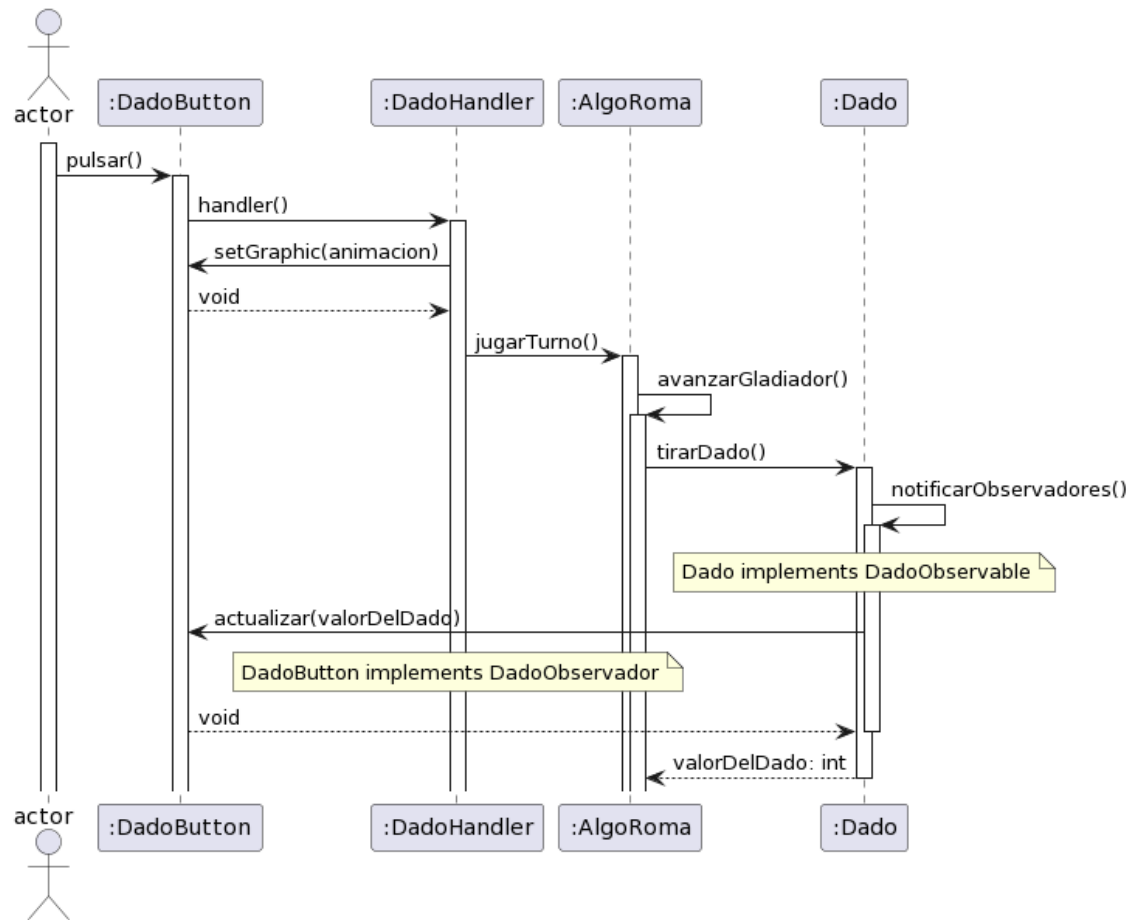 actor
:DadoButton
:DadoHandler
:AlgoRoma
:Dado
pulsar()
handler()
setGraphic(animacion)
void
jugarTurno()
avanzarGladiador()
tirarDado()
notificarObservadores()
Dado implements DadoObservable
actualizar(valorDelDado)
DadoButton implements DadoObservador
void
valorDelDado: int
actor
:DadoButton
:DadoHandler
:AlgoRoma
:Dado